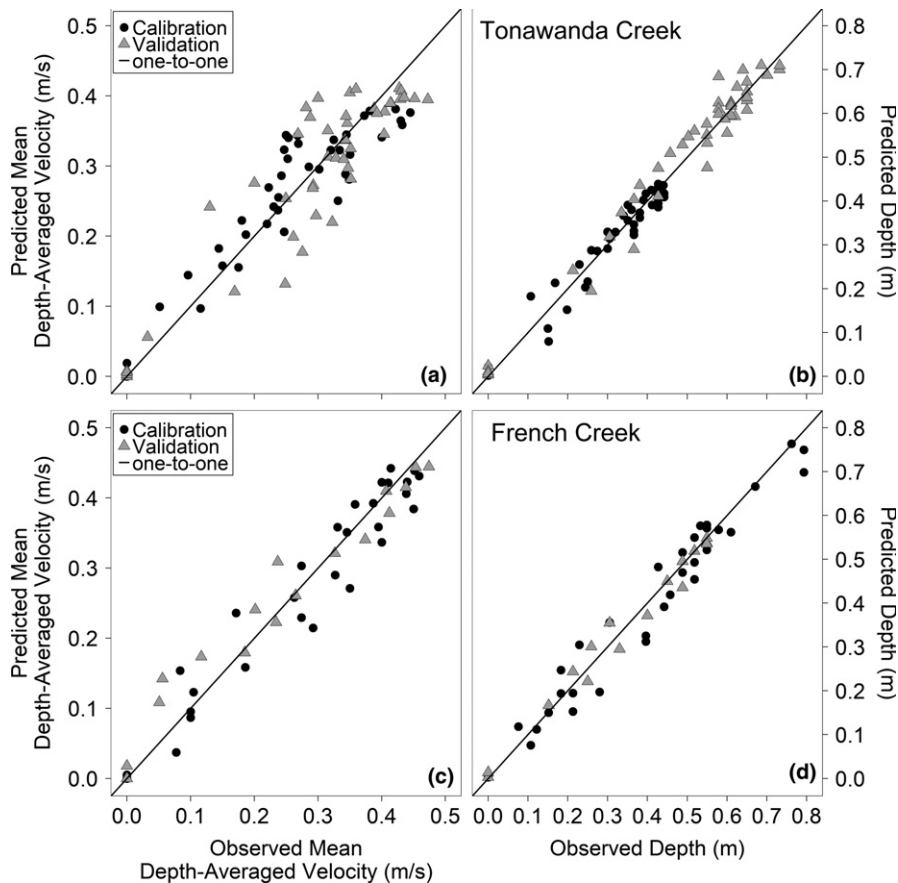 Calibration
Validation
one-to-one
Tonawanda Creek
0.5
0.4
0.3
0.2
0.1
0.0
Predicted Mean
Depth-Averaged Velocity (m/s)
(a)
(b)
0.8
0.7
0.6
0.5
0.4
0.3
0.2
0.1
0.0
Predicted Depth (m)
Calibration
Validation
one-to-one
French Creek
0.5
0.4
0.3
0.2
0.1
0.0
Predicted Mean
Depth-Averaged Velocity (m/s)
(c)
(d)
0.8
0.7
0.6
0.5
0.4
0.3
0.2
0.1
0.0
Predicted Depth (m)
0.0 0.1 0.2 0.3 0.4 0.5
0.0 0.1 0.2 0.3 0.4 0.5 0.6 0.7 0.8
Observed Mean
Depth-Averaged Velocity (m/s)
Observed Depth (m)